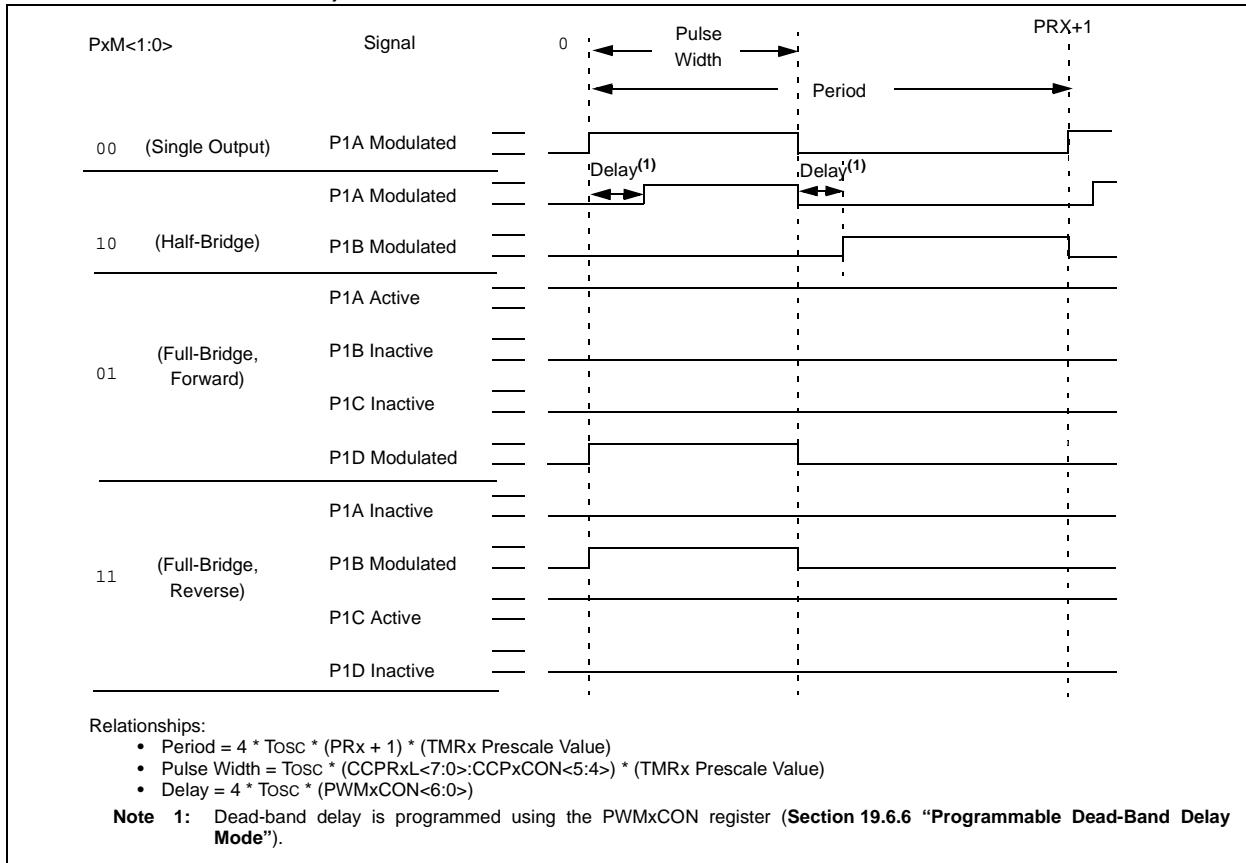 PxM<1:0> Signal 0 Pulse Width PRX+1
Period
00 (Single Output) P1A Modulated
Delay(1) Delay(1)
P1A Modulated
10 (Half-Bridge) P1B Modulated
P1A Active
01 (Full-Bridge, Forward) P1B Inactive
P1C Inactive
P1D Modulated
P1A Inactive
11 (Full-Bridge, Reverse) P1B Modulated
P1C Active
P1D Inactive
Relationships:
• Period = 4 * TOSC * (PRx + 1) * (TMRx Prescale Value)
• Pulse Width = TOSC * (CCPRxL<7:0>:CCPxCON<5:4>) * (TMRx Prescale Value)
• Delay = 4 * TOSC * (PWMxCON<6:0>)
Note 1: Dead-band delay is programmed using the PWMxCON register (Section 19.6.6 “Programmable Dead-Band Delay
Mode”).